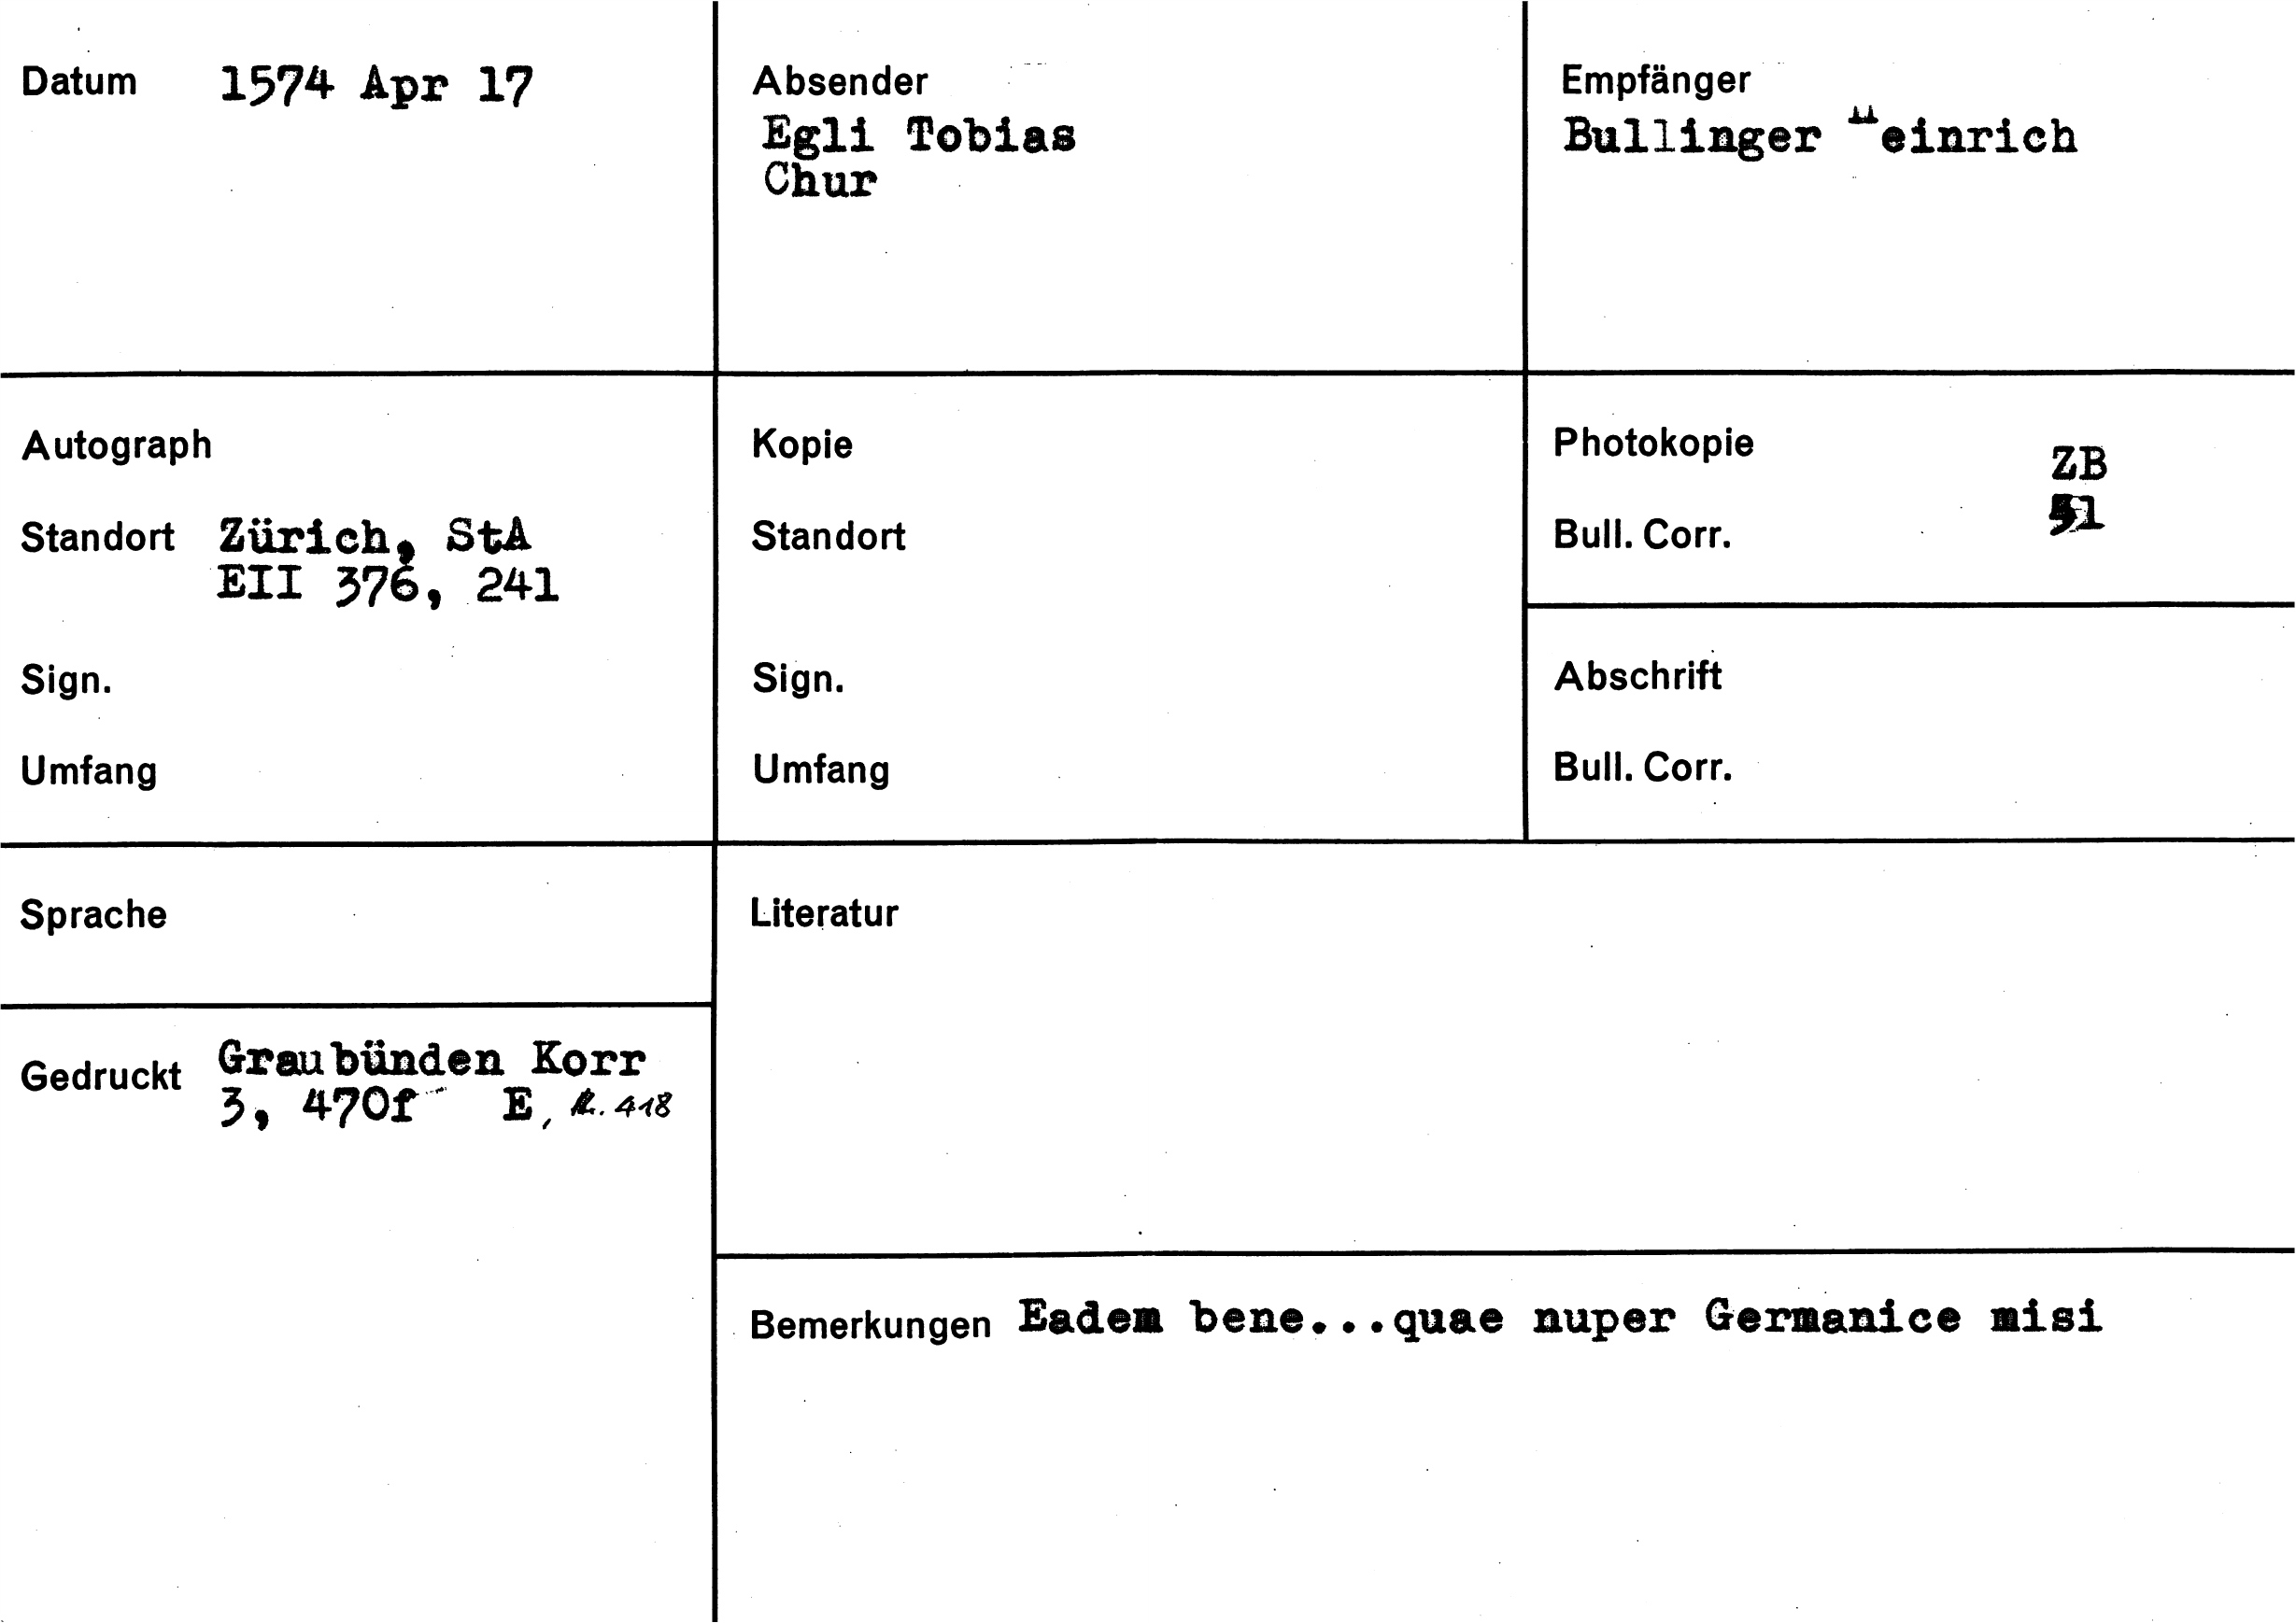 Datum 1574 Apr 17
Absender
Egli Tobias
Chur
Empfänger
Bullinger Heinrich
Autograph
Standort Zürich, StA
EII 376, 241
Sign.
Umfang
Kopie
Standort
Sign.
Umfang
Photokopie ZB
Bull. Corr.
Abschrift
Bull. Corr.
Sprache
Gedruckt Graubünden Korr
3, 470f E, n. 418
Literatur
Bemerkungen Eadem bene...quae nuper Germanice misi